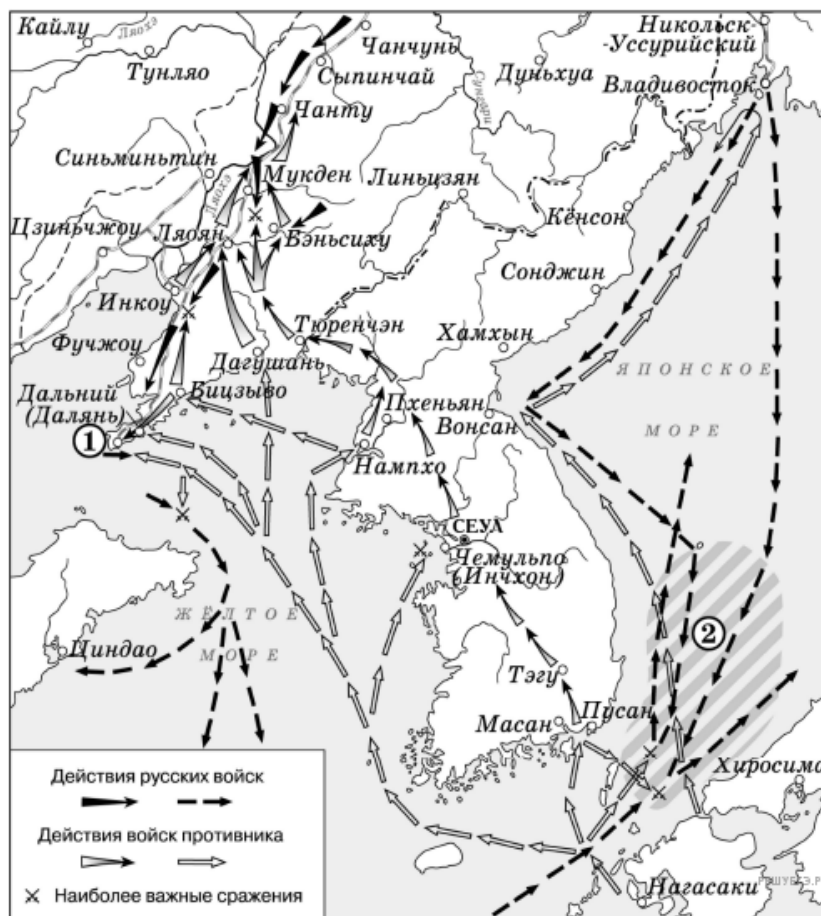 Кайлу
Ляохэ
Тунляо
Чанчунь
Сыпинчай
Чанту
Сунгари
Дуньхуа
Никольск-
-Уссурийский
Владивосток
Синьминьтин
Ляохэ
Мукден
Линьцзян
Кёнсон
Цзиньчжоу
Ляоян
Бэньсиху
Сонджин
Инкоу
Тюренчэн
Хамхын
Фучжоу
Дагушань
ЯПОНСКОЕ
МОРЕ
Дальний
(Далянь)
Бицзыво
Пхеньян
Вонсан
1
Нампхо
СЕУЛ
Чемульпо
(Инчхон)
2
ЖЁЛТОЕ
МОРЕ
Циндао
Тэгу
Масан
Пусан
Хиросима
Нагасаки
Действия русских войск
Действия войск противника
Наиболее важные сражения